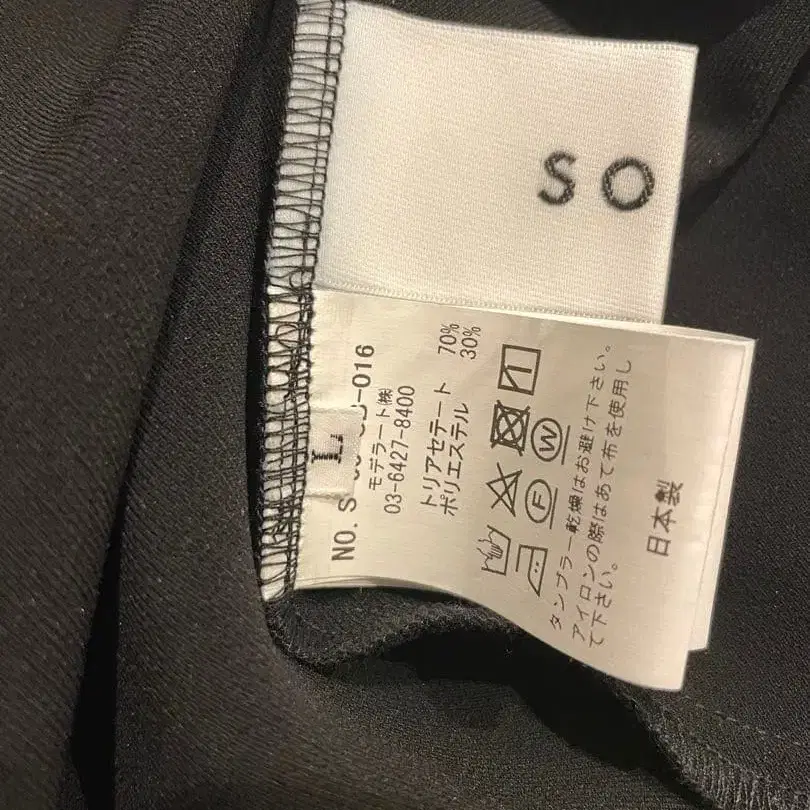 SO
L
NO. S
-016
モデラート㈱
03-6427-8400
トリアセテート 70%
ポリエステル 30%
F W
タンブラー乾燥はお避け下さい。
アイロンの際はあて布を使用し
て下さい。
日本製